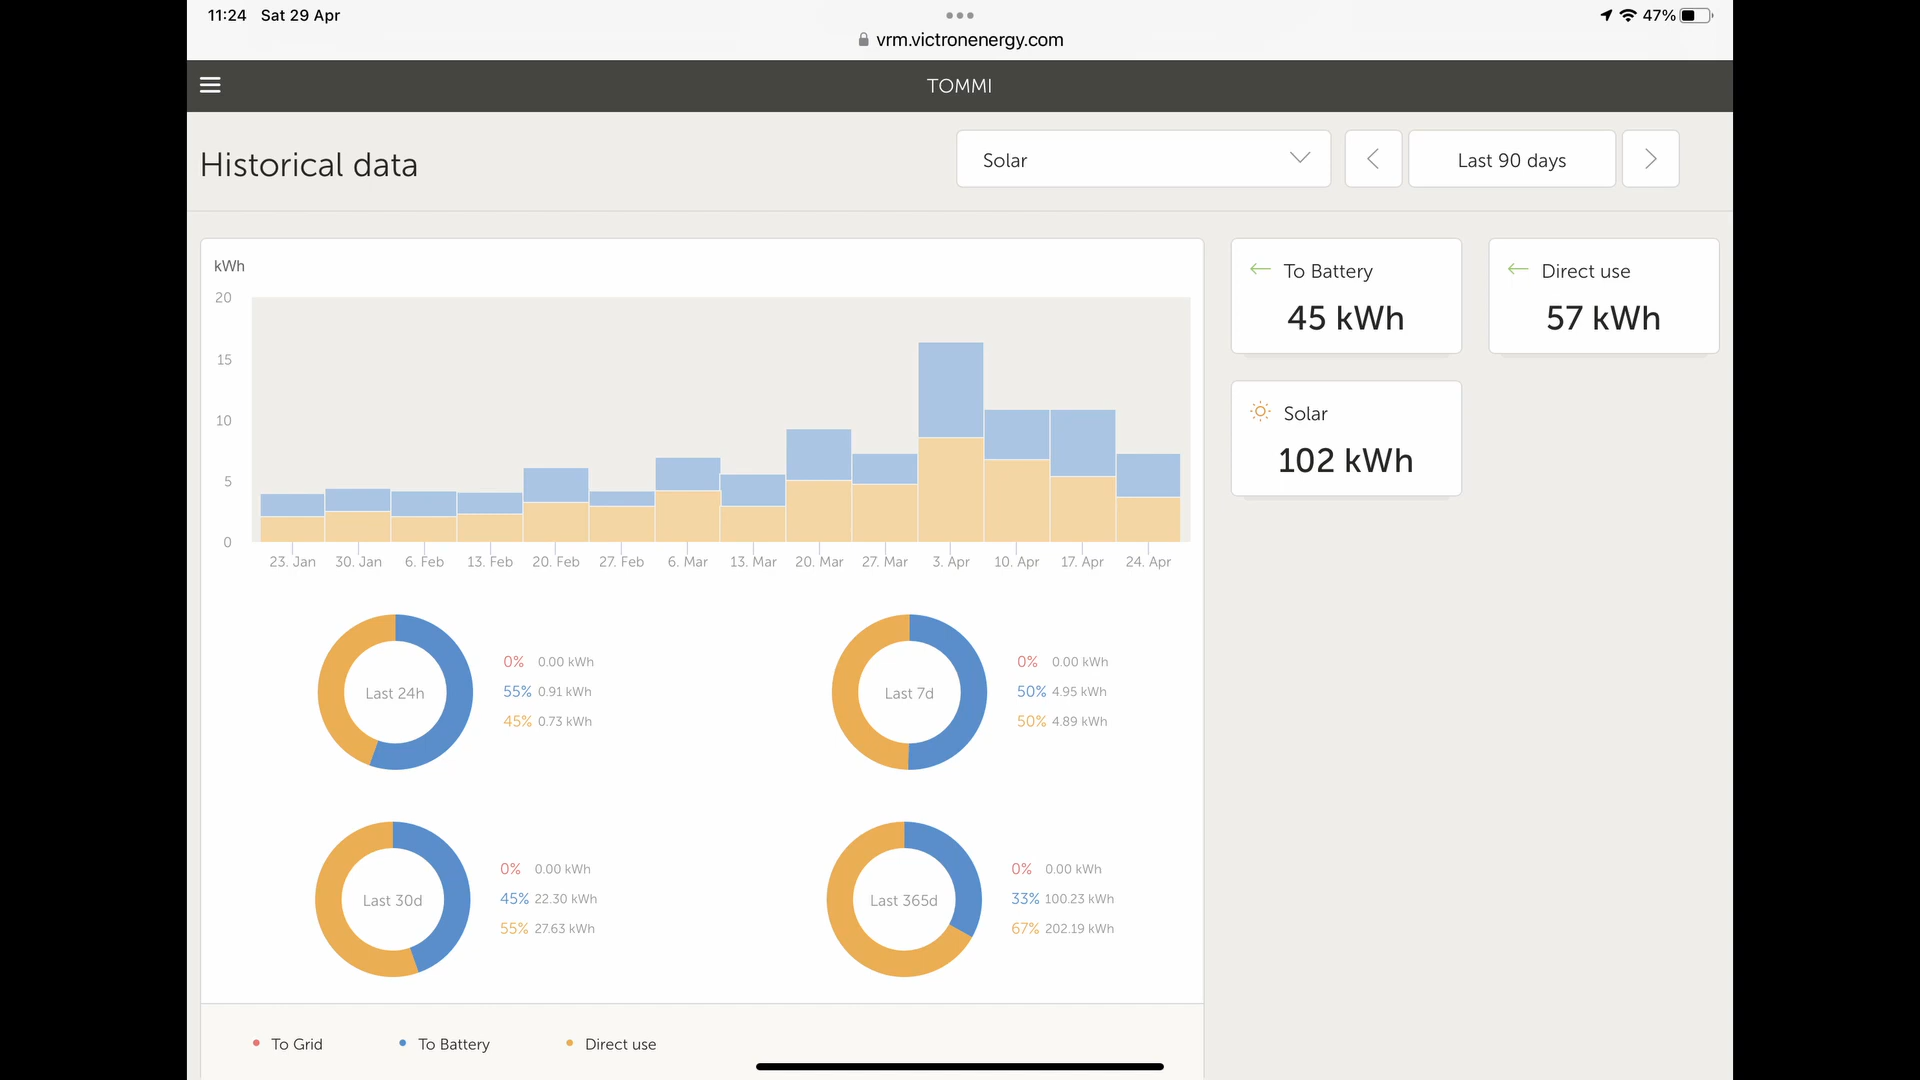 11:24 Sat 29 Apr
47%
vrm.victronenergy.com
TOMMI
Historical data
Solar
Last 90 days
kWh
20
15
10
5
0
23. Jan 30. Jan 6. Feb 13. Feb 20. Feb 27. Feb 6. Mar 13. Mar 20. Mar 27. Mar 3. Apr 10. Apr 17. Apr 24. Apr
To Battery
45 kWh
Direct use
57 kWh
Solar
102 kWh
Last 24h
0% 0.00 kWh
55% 0.91 kWh
45% 0.73 kWh
Last 7d
0% 0.00 kWh
50% 4.95 kWh
50% 4.89 kWh
Last 30d
0% 0.00 kWh
45% 22.30 kWh
55% 27.63 kWh
Last 365d
0% 0.00 kWh
33% 100.23 kWh
67% 202.19 kWh
To Grid To Battery Direct use